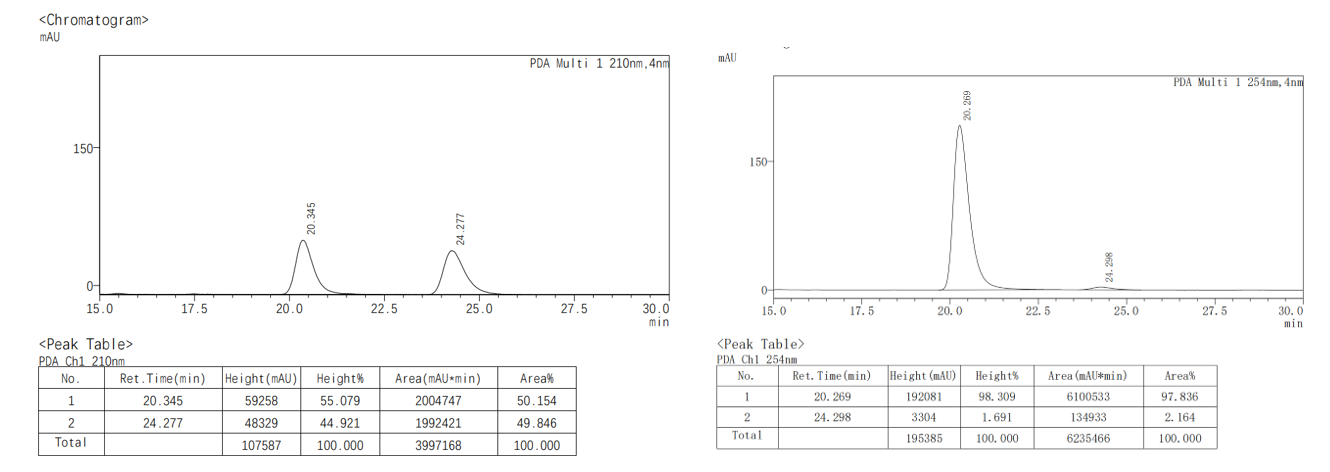 <Chromatogram>
mAU
PDA Multi 1 210nm,4nm
150
20.345
24.277
0
15.0 17.5 20.0 22.5 25.0 27.5 30.0
min
<Peak Table>
PDA Ch1 210nm
No. Ret.Time(min) Height(mAU) Height% Area(mAU*min) Area%
1 20.345 59258 55.079 2004747 50.154
2 24.277 48329 44.921 1992421 49.846
Total 107587 100.000 3997168 100.000
mAU
PDA Multi 1 254nm,4nm
20.269
150
24.298
0
15.0 17.5 20.0 22.5 25.0 27.5 30.0
min
<Peak Table>
PDA Ch1 254nm
No. Ret.Time(min) Height(mAU) Height% Area(mAU*min) Area%
1 20.269 192081 98.309 6100533 97.836
2 24.298 3304 1.691 134933 2.164
Total 195385 100.000 6235466 100.000